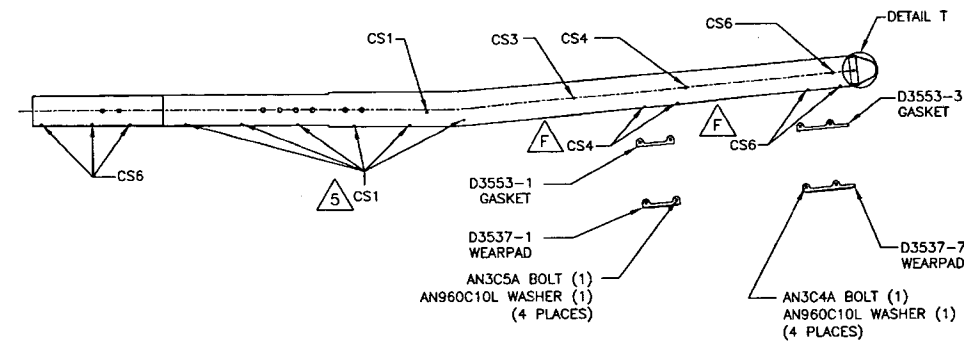 DETAIL T
CS6
CS4
CS3
CS1
D3553-3
GASKET
F
F
CS4
CS6
CS6
5
CS1
D3553-1
GASKET
D3537-1
WEARPAD
D3537-7
WEARPAD
AN3C5A BOLT (1)
AN960C10L WASHER (1)
(4 PLACES)
AN3C4A BOLT (1)
AN960C10L WASHER (1)
(4 PLACES)